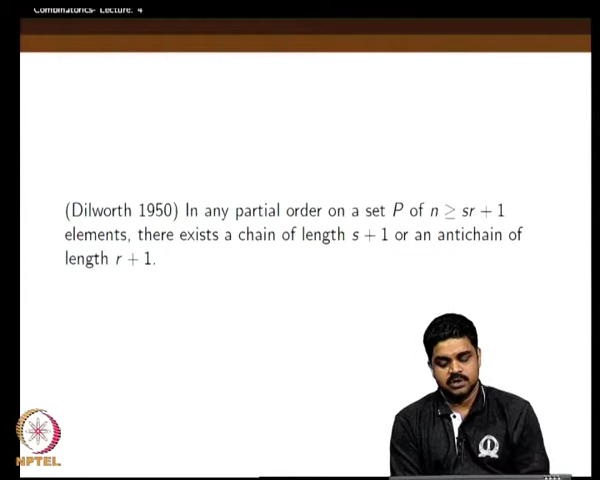 Combinatorics- Lecture. 4
(Dilworth 1950) In any partial order on a set P of n ≥ sr + 1
elements, there exists a chain of length s + 1 or an antichain of
length r + 1.
NPTEL